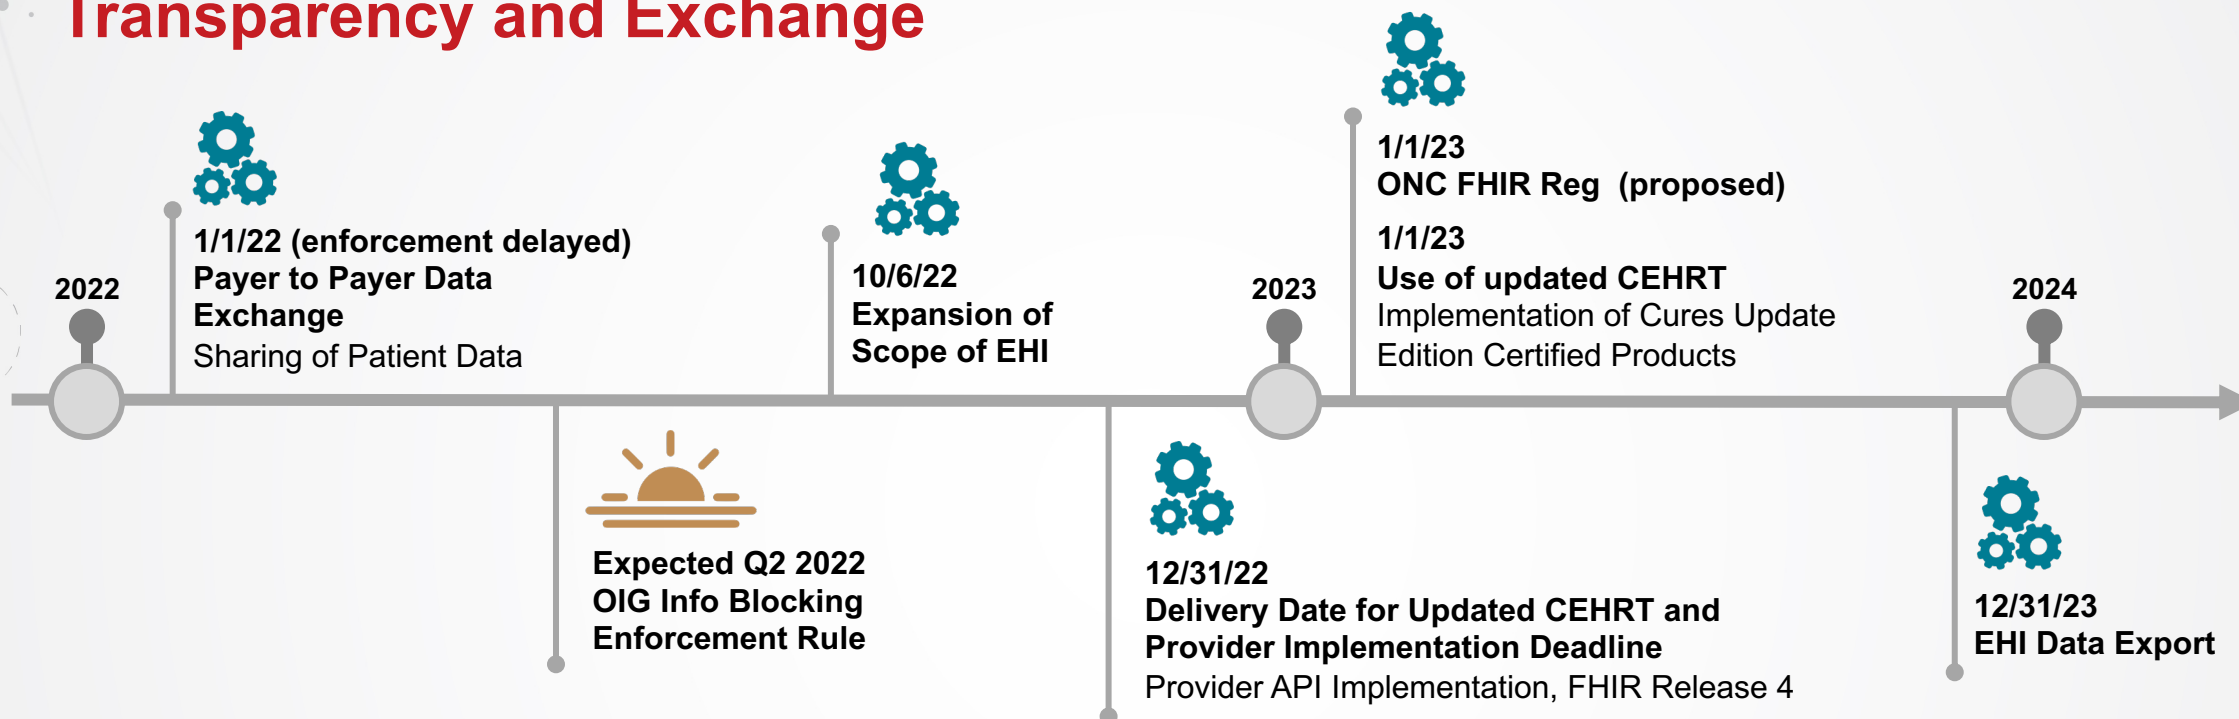 Transparency and Exchange
2022
1/1/22 (enforcement delayed)
Payer to Payer Data
Exchange
Sharing of Patient Data
Expected Q2 2022
OIG Info Blocking
Enforcement Rule
10/6/22
Expansion of
Scope of EHI
12/31/22
Delivery Date for Updated CEHRT and
Provider Implementation Deadline
Provider API Implementation, FHIR Release 4
2023
1/1/23
ONC FHIR Reg (proposed)
1/1/23
Use of updated CEHRT
Implementation of Cures Update
Edition Certified Products
12/31/23
EHI Data Export
2024